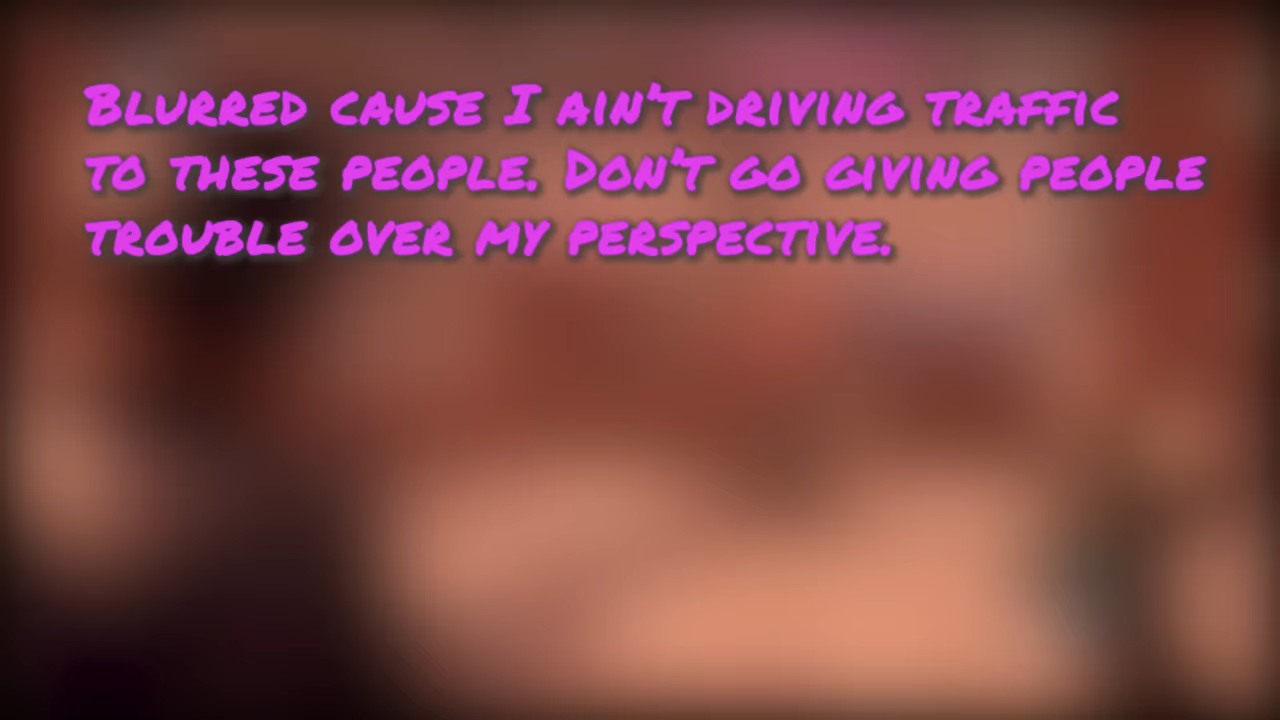 Blurred cause I ain't driving traffic
to these people. Don't go giving people
trouble over my perspective.